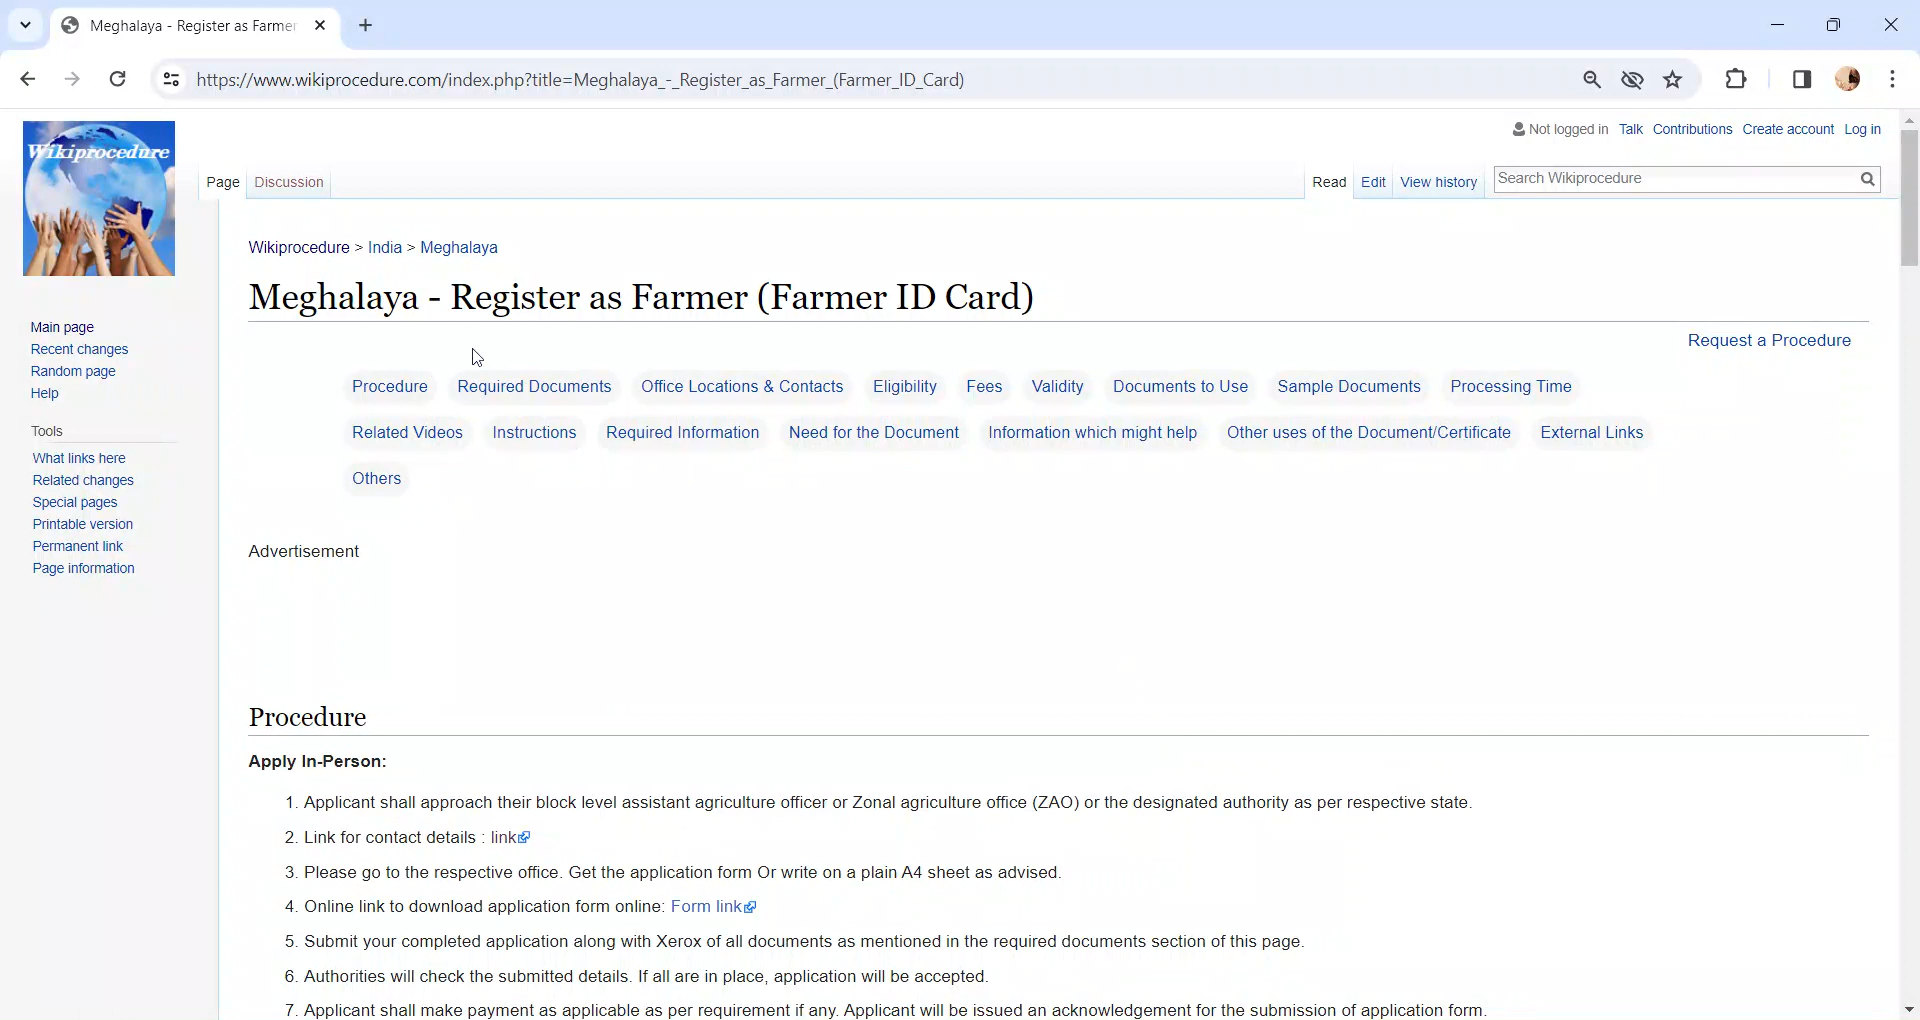 Meghalaya - Register as Farmer
https://www.wikiprocedure.com/index.php?title=Meghalaya_-_Register_as_Farmer_(Farmer_ID_Card)
Wikiprocedure
Not logged in Talk Contributions Create account Log in
Page Discussion Read Edit View history Search Wikiprocedure
Wikiprocedure > India > Meghalaya
Meghalaya - Register as Farmer (Farmer ID Card)
Request a Procedure
Main page
Recent changes
Random page
Help
Tools
What links here
Related changes
Special pages
Printable version
Permanent link
Page information
Procedure Required Documents Office Locations & Contacts Eligibility Fees Validity Documents to Use Sample Documents Processing Time
Related Videos Instructions Required Information Need for the Document Information which might help Other uses of the Document/Certificate External Links
Others
Advertisement
Procedure
Apply In-Person:
1. Applicant shall approach their block level assistant agriculture officer or Zonal agriculture office (ZAO) or the designated authority as per respective state.
2. Link for contact details : link
3. Please go to the respective office. Get the application form Or write on a plain A4 sheet as advised.
4. Online link to download application form online: Form link
5. Submit your completed application along with Xerox of all documents as mentioned in the required documents section of this page.
6. Authorities will check the submitted details. If all are in place, application will be accepted.
7. Applicant shall make payment as applicable as per requirement if any. Applicant will be issued an acknowledgement for the submission of application form.